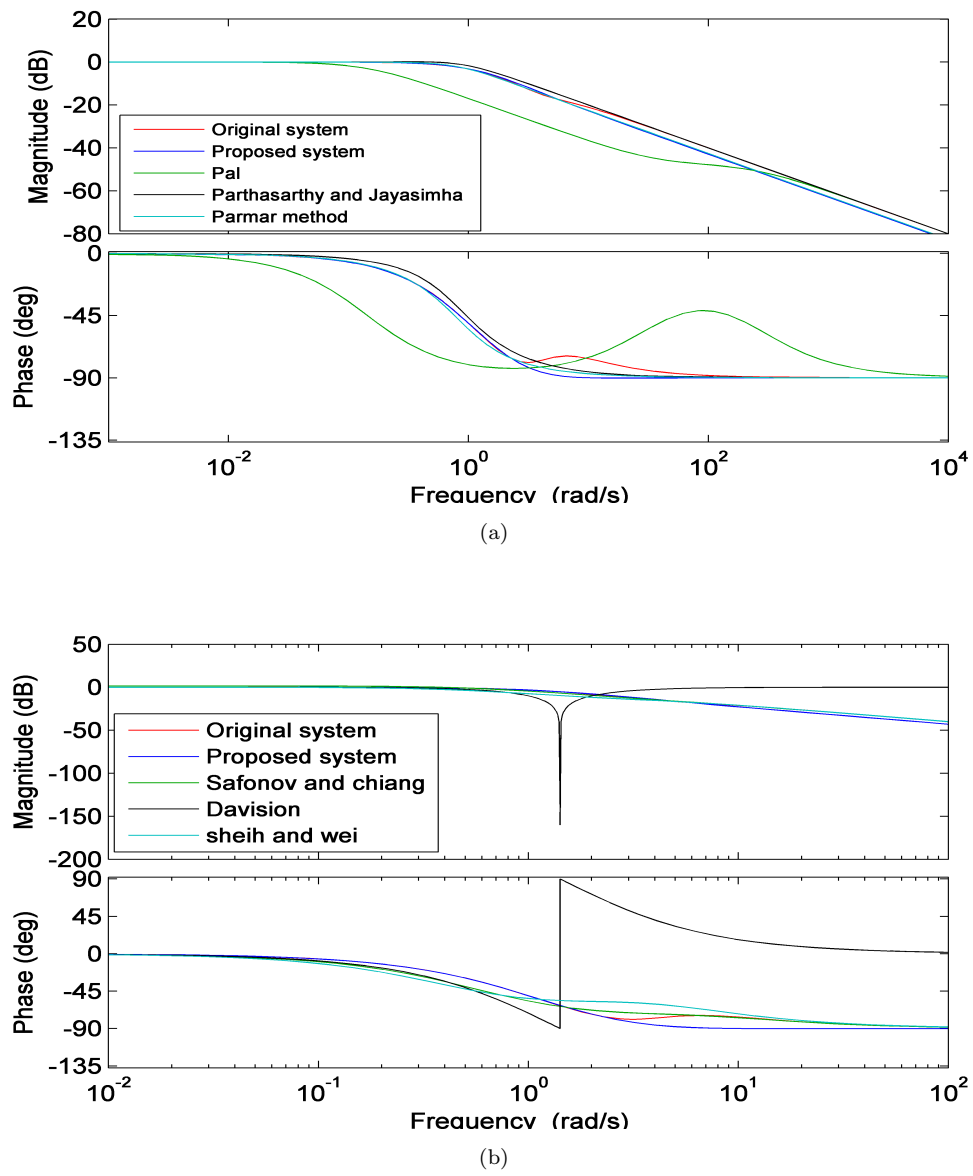 20
0
-20
-40
-60
-80
Magnitude (dB)
Original system
Proposed system
Pal
Parthasarthy and Jayasimha
Parmar method
0
-45
-90
-135
Phase (deg)
10^-2
10^0
10^2
10^4
Frequency (rad/s)
(a)
50
0
-50
-100
-150
-200
Magnitude (dB)
Original system
Proposed system
Safonov and chiang
Davision
sheih and wei
90
45
0
-45
-90
-135
Phase (deg)
10^-2
10^-1
10^0
10^1
10^2
Frequency (rad/s)
(b)